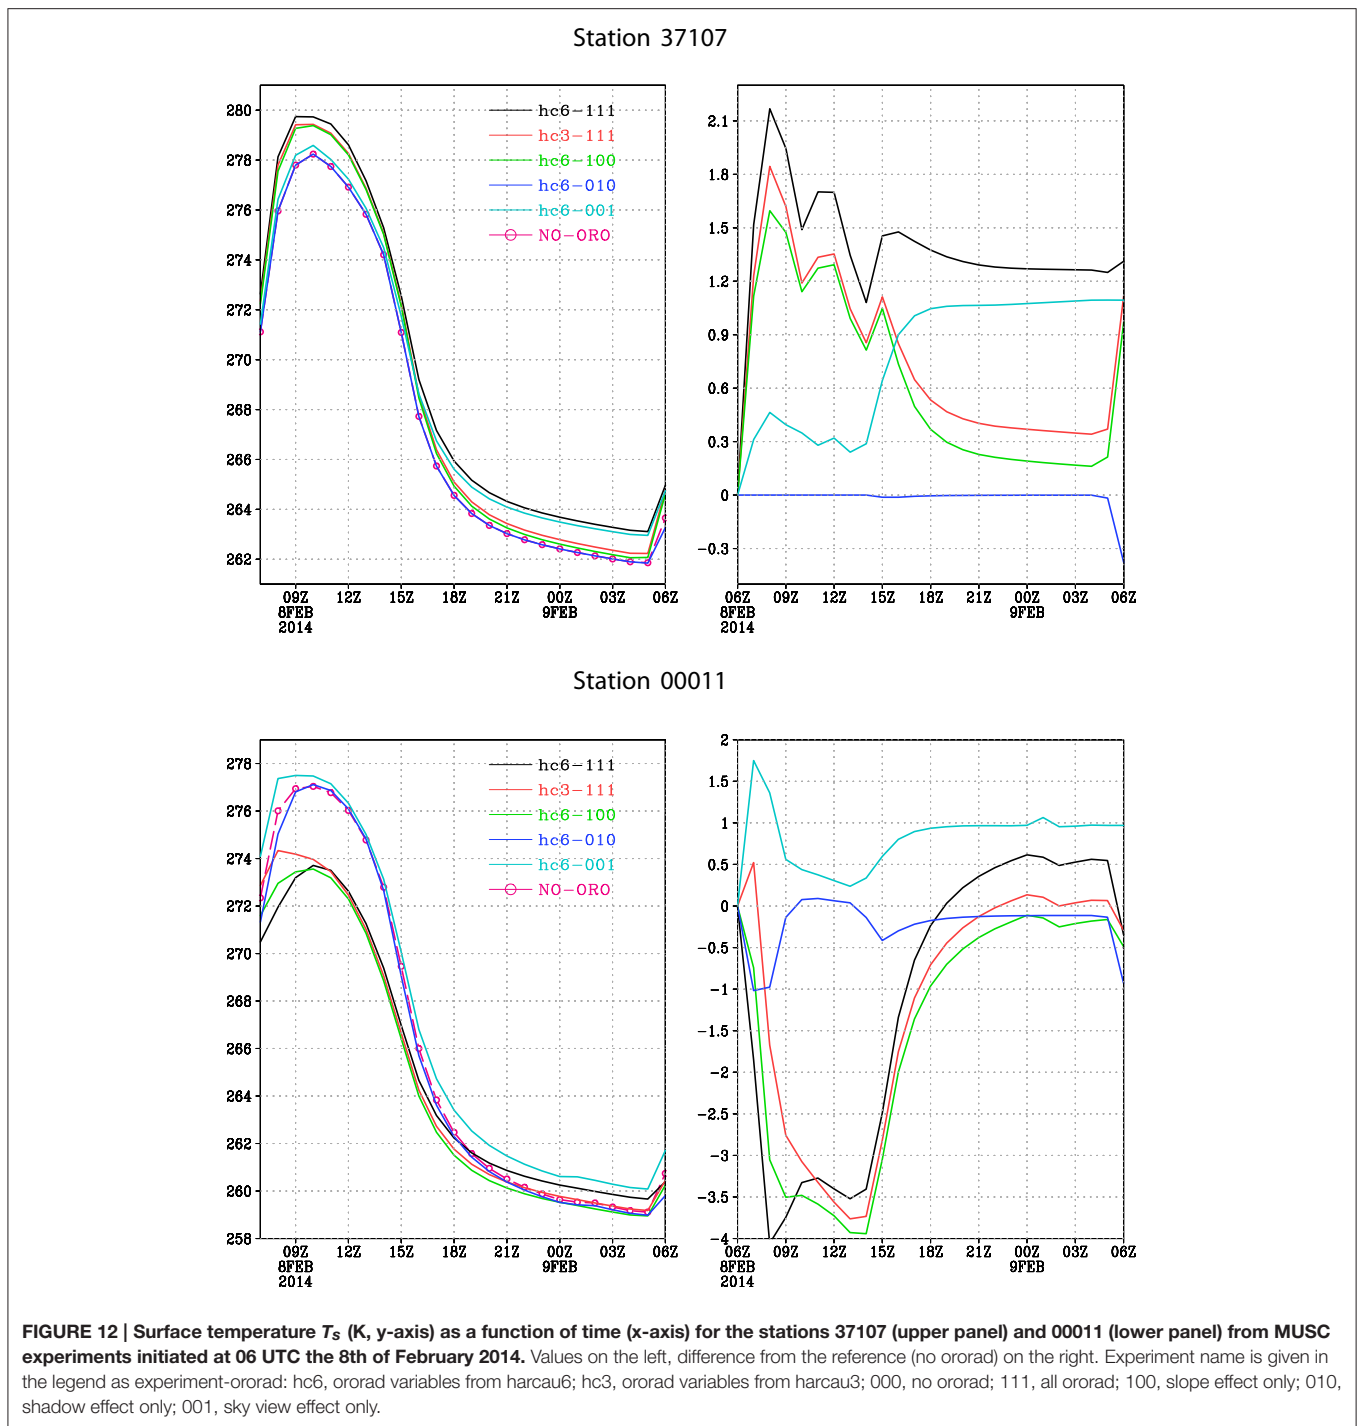 Station 37107
280
278
276
274
272
270
268
266
264
262
hc6-111
hc3-111
hc6-100
hc6-010
hc6-001
NO-ORO
09Z 12Z 15Z 18Z 21Z 00Z 03Z 06Z
8FEB 9FEB
2014
2.1
1.8
1.5
1.2
0.9
0.6
0.3
0
-0.3
06Z 09Z 12Z 15Z 18Z 21Z 00Z 03Z 06Z
8FEB 9FEB
2014
Station 00011
278
276
274
272
270
268
266
264
262
260
258
hc6-111
hc3-111
hc6-100
hc6-010
hc6-001
NO-ORO
09Z 12Z 15Z 18Z 21Z 00Z 03Z 06Z
8FEB 9FEB
2014
2
1.5
1
0.5
0
-0.5
-1
-1.5
-2
-2.5
-3
-3.5
-4
06Z 09Z 12Z 15Z 18Z 21Z 00Z 03Z 06Z
8FEB 9FEB
2014
FIGURE 12 | Surface temperature Ts (K, y-axis) as a function of time (x-axis) for the stations 37107 (upper panel) and 00011 (lower panel) from MUSC
experiments initiated at 06 UTC the 8th of February 2014. Values on the left, difference from the reference (no ororad) on the right. Experiment name is given in
the legend as experiment-ororad: hc6, ororad variables from harcau6; hc3, ororad variables from harcau3; 000, no ororad; 111, all ororad; 100, slope effect only; 010,
shadow effect only; 001, sky view effect only.